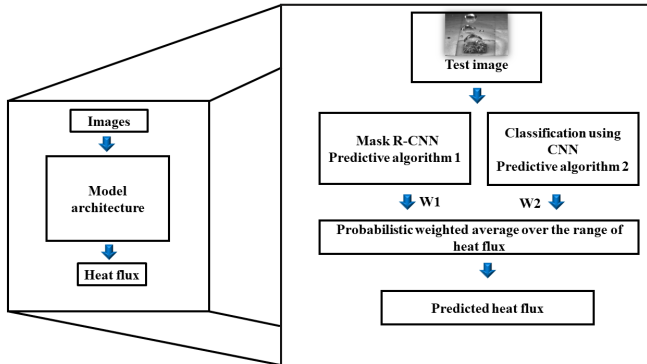 Images
Model
architecture
Heat flux
Test image
Mask R-CNN
Predictive algorithm 1
Classification using
CNN
Predictive algorithm 2
W1
W2
Probabilistic weighted average over the range of
heat flux
Predicted heat flux